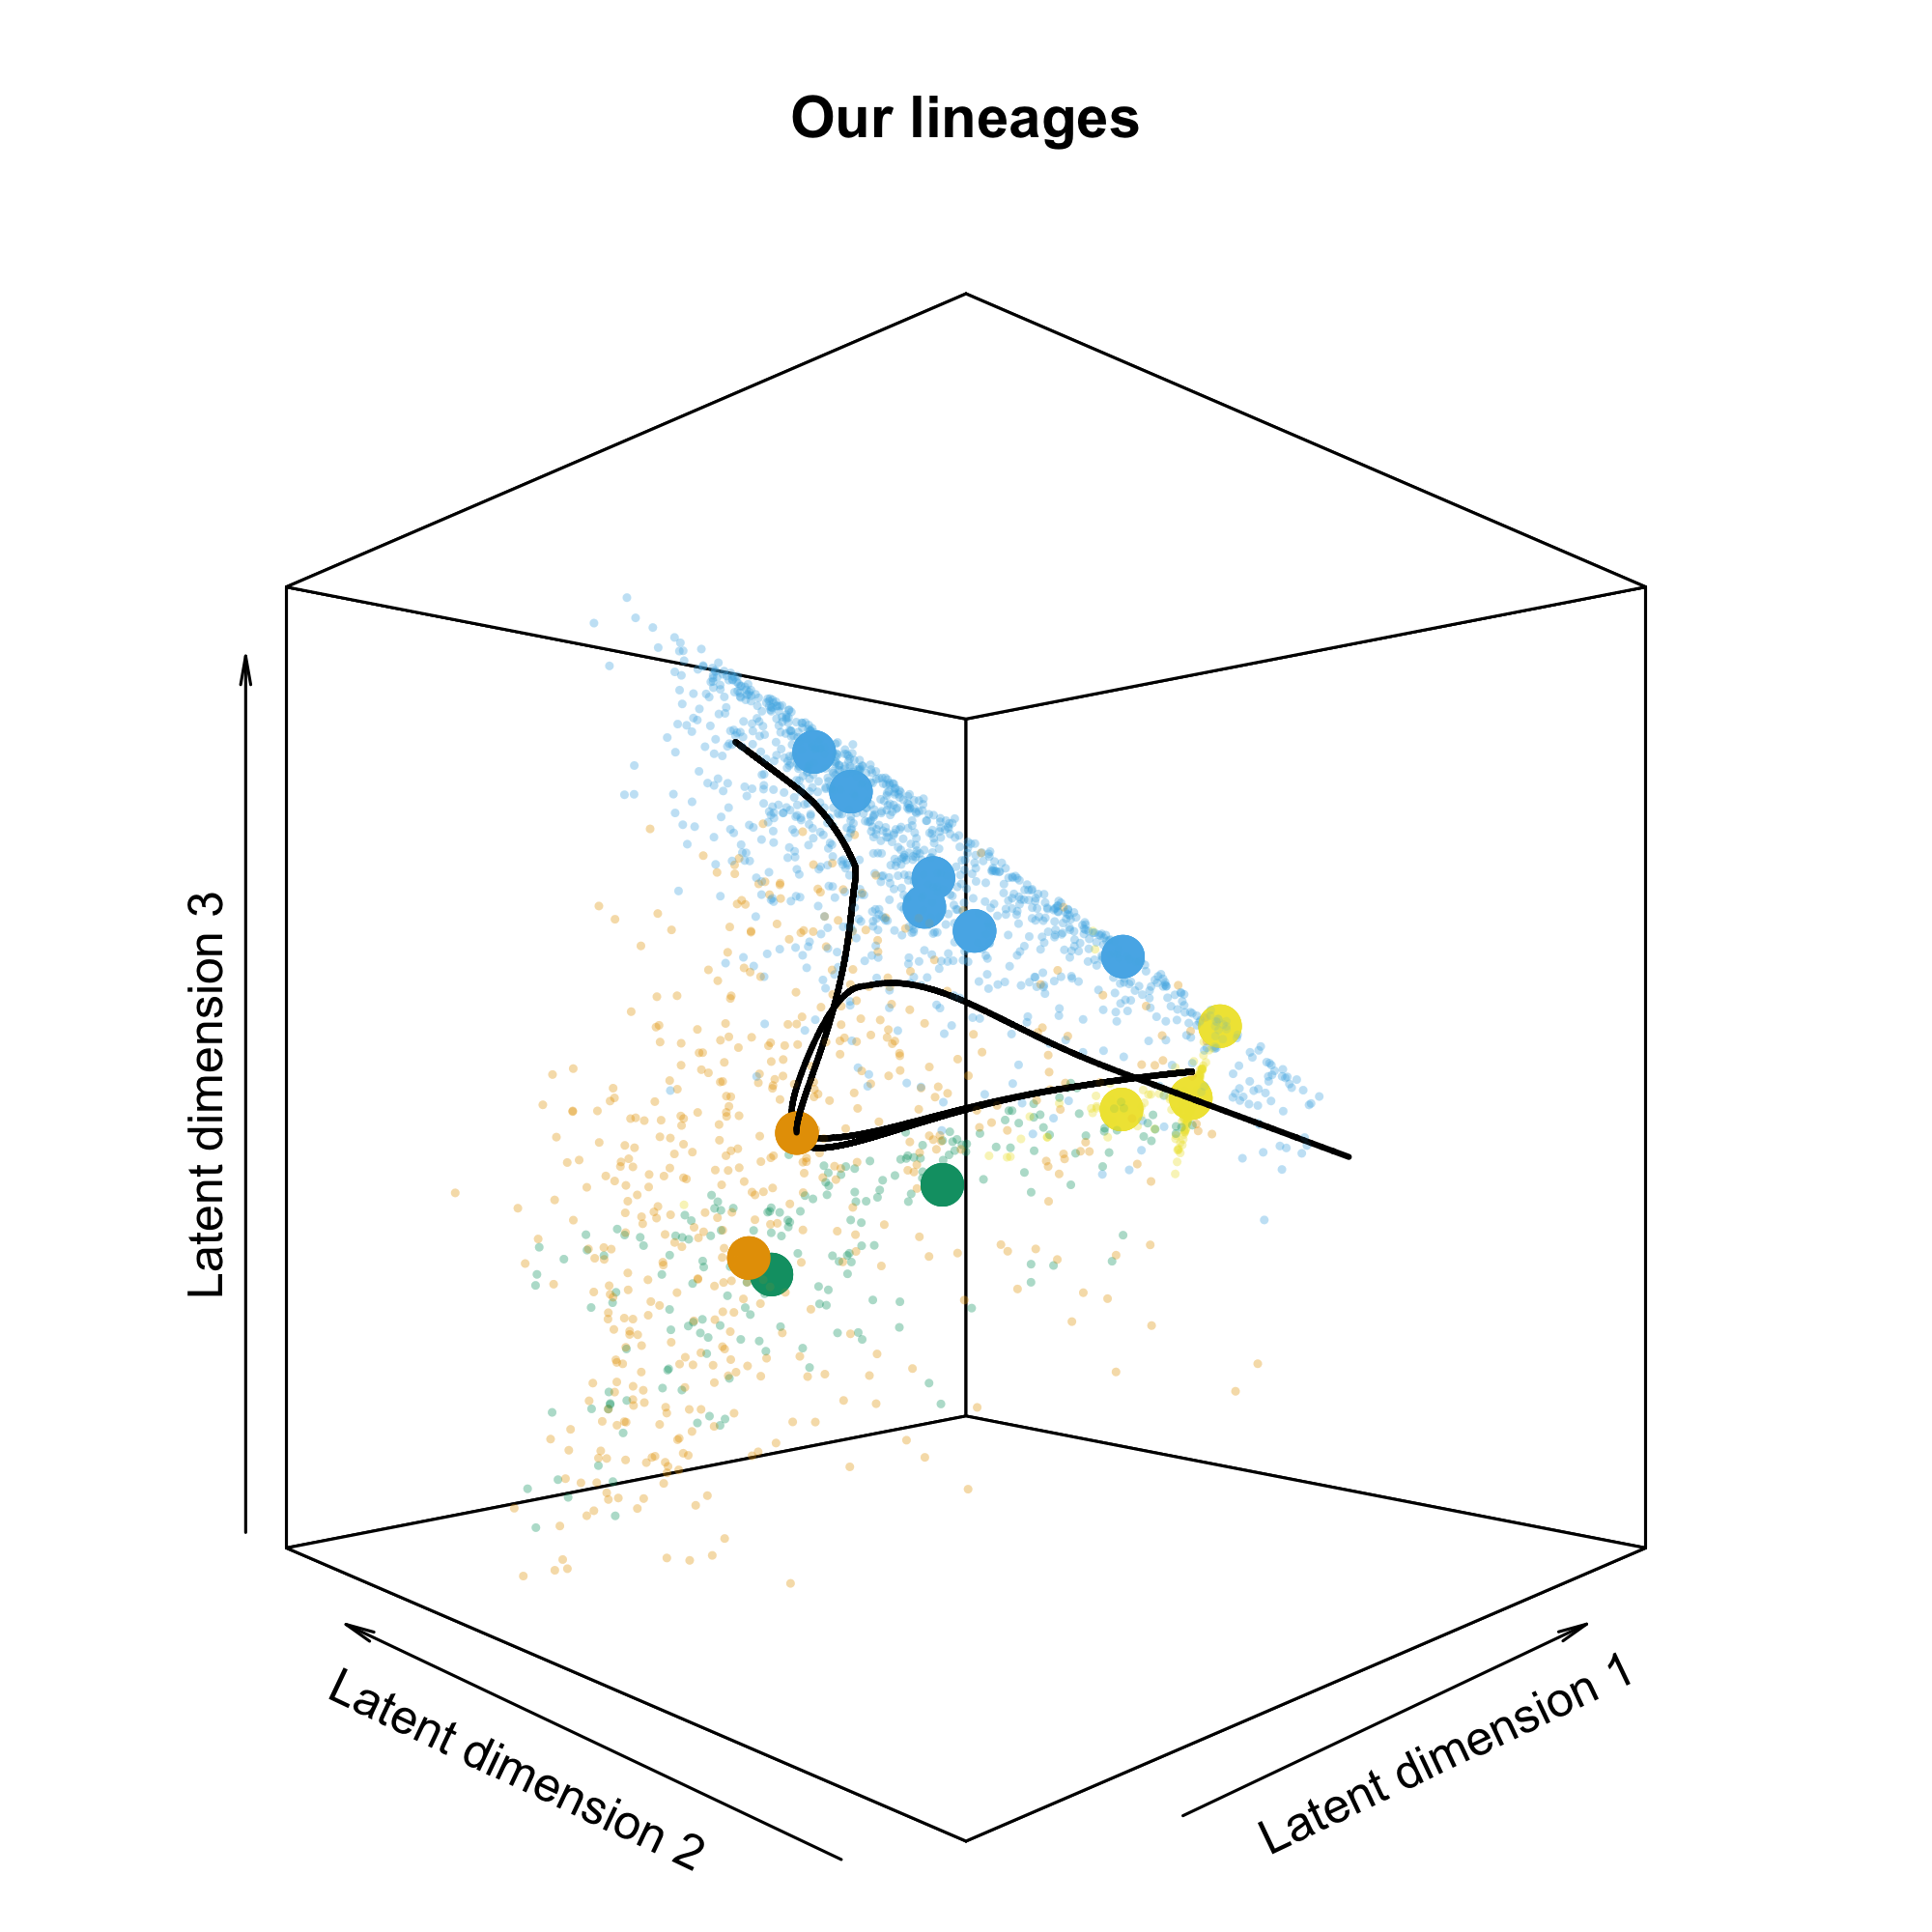 Our lineages
Latent dimension 3
Latent dimension 2
Latent dimension 1